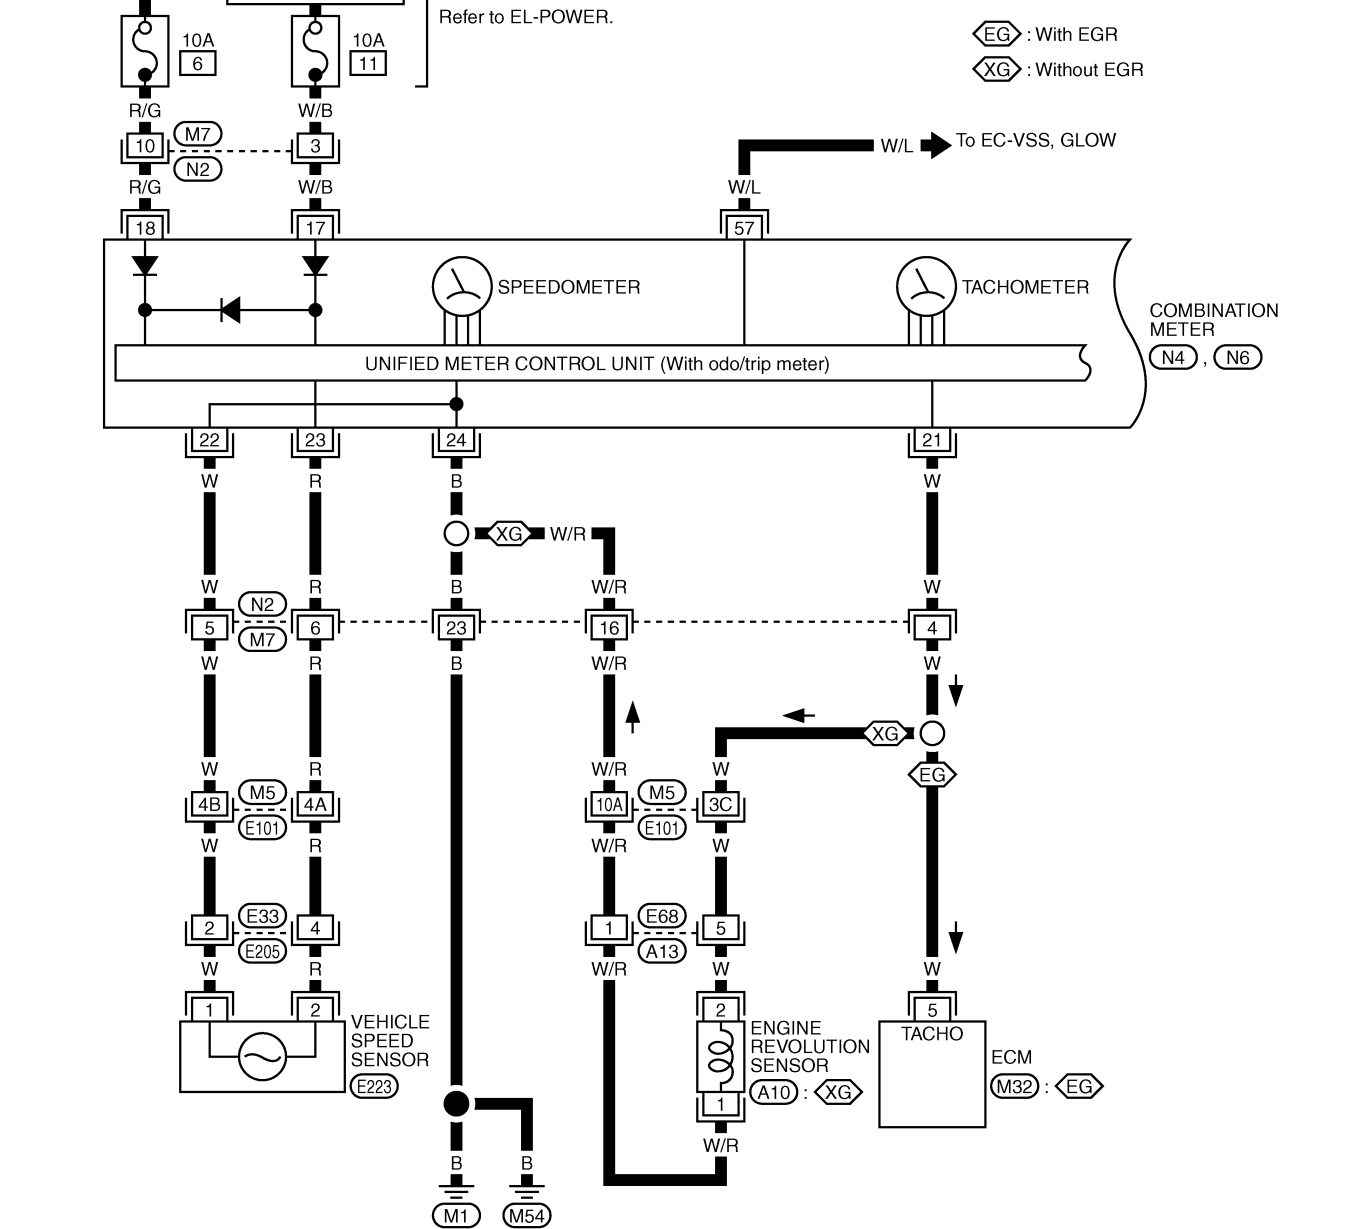 Refer to EL-POWER.
EG : With EGR
10A 10A
6 11
XG : Without EGR
R/G W/B
M7
10 3 W/L To EC-VSS, GLOW
N2
R/G W/B W/L
18 17 57
SPEEDOMETER TACHOMETER
COMBINATION
METER
N4 , N6
UNIFIED METER CONTROL UNIT (With odo/trip meter)
22 23 24 21
W R B W
XG W/R
W R B W/R W
N2
5 6 23 16 4
M7
W R B W/R W
XG
W R W/R W
EG
M5 M5
4B 4A 10A 3C
E101 E101
W R W/R W
E33 E68
2 4 1 5
E205 A13
W R W/R W W
1 2 2 5
VEHICLE
SPEED
SENSOR
E223
ENGINE
REVOLUTION
SENSOR
A10 : XG
TACHO
ECM
M32 : EG
1
W/R
B B
M1 M54